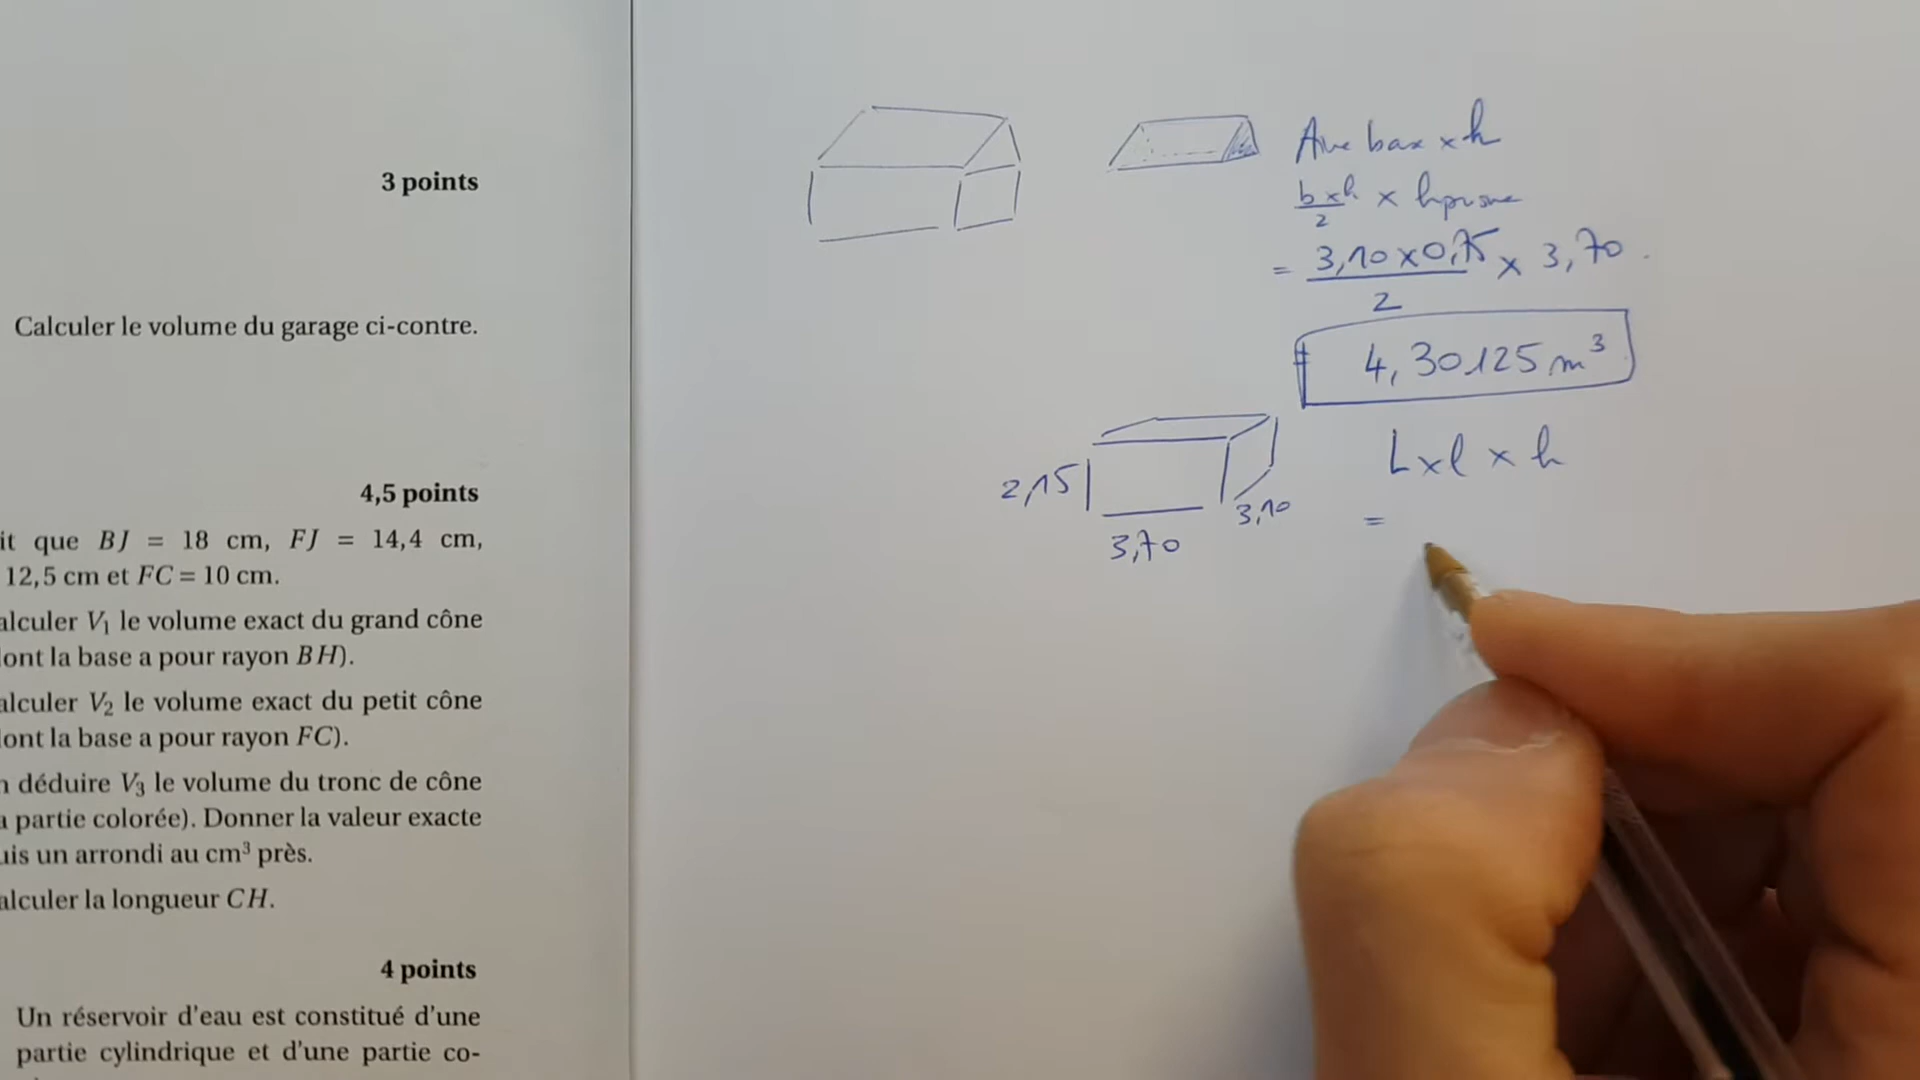 3 points
Calculer le volume du garage ci-contre.
4,5 points
it que BJ = 18 cm, FJ = 14,4 cm,
12,5 cm et FC = 10 cm.
alculer V₁ le volume exact du grand cône
dont la base a pour rayon BH).
alculer V₂ le volume exact du petit cône
dont la base a pour rayon FC).
n déduire V₃ le volume du tronc de cône
a partie colorée). Donner la valeur exacte
uis un arrondi au cm³ près.
alculer la longueur CH.
4 points
Un réservoir d'eau est constitué d'une
partie cylindrique et d'une partie co-
Aire base × h
b×h/2 × hprisme
= 3,10 × 0,75/2 × 3,70
= 4,30125 m³
L × l × h
2,15
3,10
=
3,70